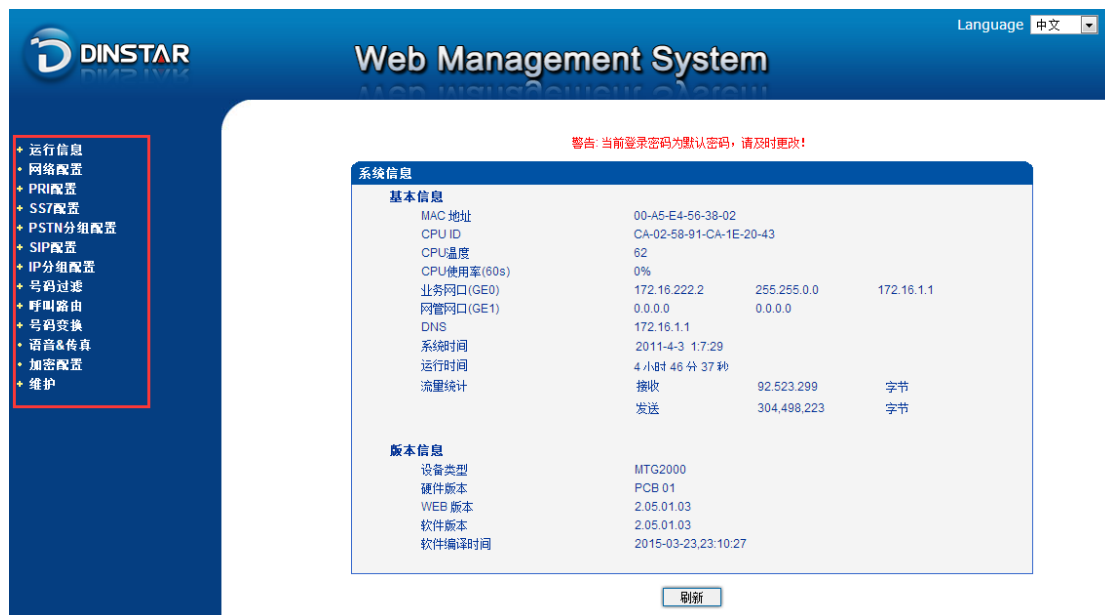 Language 中文
DINSTAR
Web Management System
运行信息
网络配置
PRI配置
SS7配置
PSTN分组配置
SIP配置
IP分组配置
号码过滤
呼叫路由
号码变换
语音&传真
加密配置
维护
警告: 当前登录密码为默认密码，请及时更改!
系统信息
基本信息
MAC 地址 00-A5-E4-56-38-02
CPU ID CA-02-58-91-CA-1E-20-43
CPU温度 62
CPU使用率(60s) 0%
业务网口(GE0) 172.16.222.2 255.255.0.0 172.16.1.1
网管网口(GE1) 0.0.0.0 0.0.0.0
DNS 172.16.1.1
系统时间 2011-4-3 1:7:29
运行时间 4 小时 46 分 37 秒
流量统计 接收 92.523.299 字节
发送 304,498,223 字节
版本信息
设备类型 MTG2000
硬件版本 PCB 01
WEB 版本 2.05.01.03
软件版本 2.05.01.03
软件编译时间 2015-03-23,23:10:27
刷新